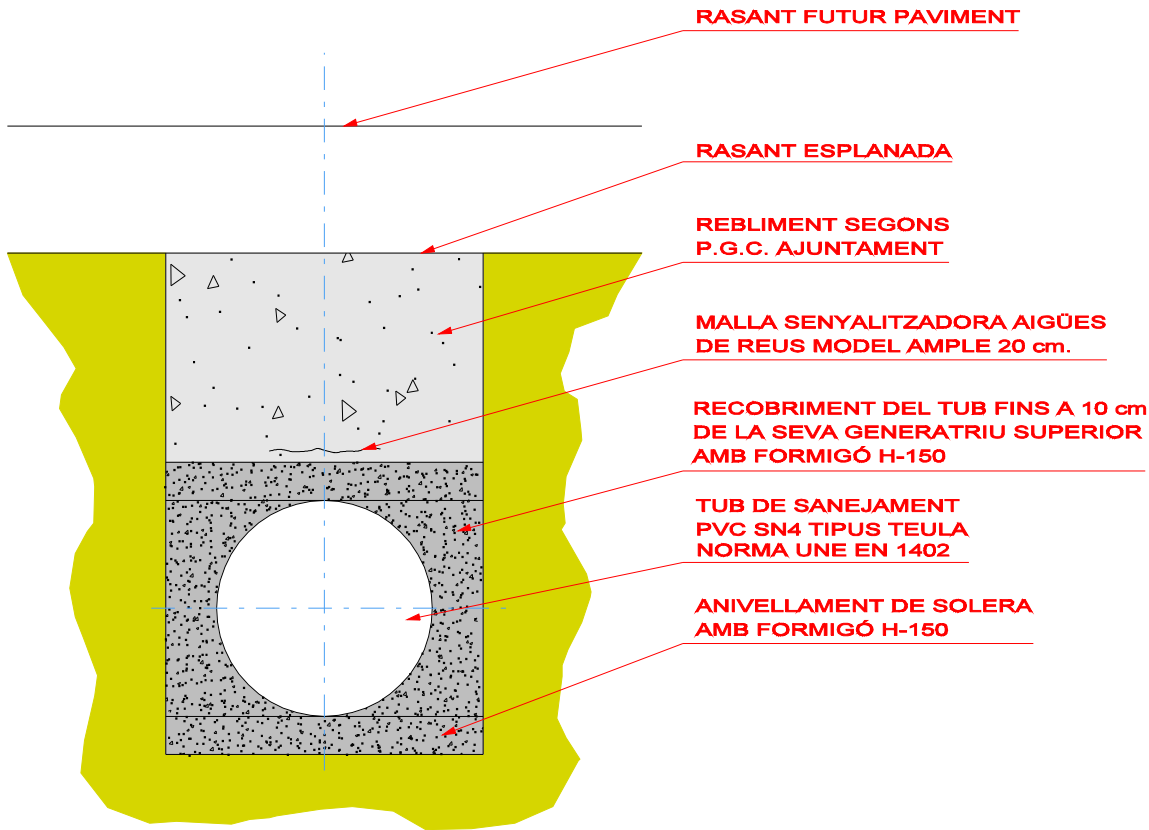 RASANT FUTUR PAVIMENT
RASANT ESPLANADA
REBLIMENT SEGONS
P.G.C. AJUNTAMENT
MALLA SENYALITZADORA AIGÜES
DE REUS MODEL AMPLE 20 cm.
RECOBRIMENT DEL TUB FINS A 10 cm
DE LA SEVA GENERATRIU SUPERIOR
AMB FORMIGÓ H-150
TUB DE SANEJAMENT
PVC SN4 TIPUS TEULA
NORMA UNE EN 1402
ANIVELLAMENT DE SOLERA
AMB FORMIGÓ H-150